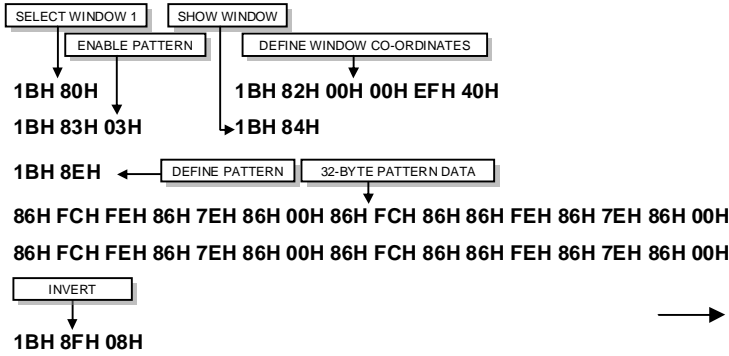 SELECT WINDOW 1 SHOW WINDOW
ENABLE PATTERN DEFINE WINDOW CO-ORDINATES
1BH 80H 1BH 82H 00H 00H EFH 40H
1BH 83H 03H 1BH 84H
1BH 8EH DEFINE PATTERN 32-BYTE PATTERN DATA
86H FCH FEH 86H 7EH 86H 00H 86H FCH 86H 86H FEH 86H 7EH 86H 00H
86H FCH FEH 86H 7EH 86H 00H 86H FCH 86H 86H FEH 86H 7EH 86H 00H
INVERT
1BH 8FH 08H